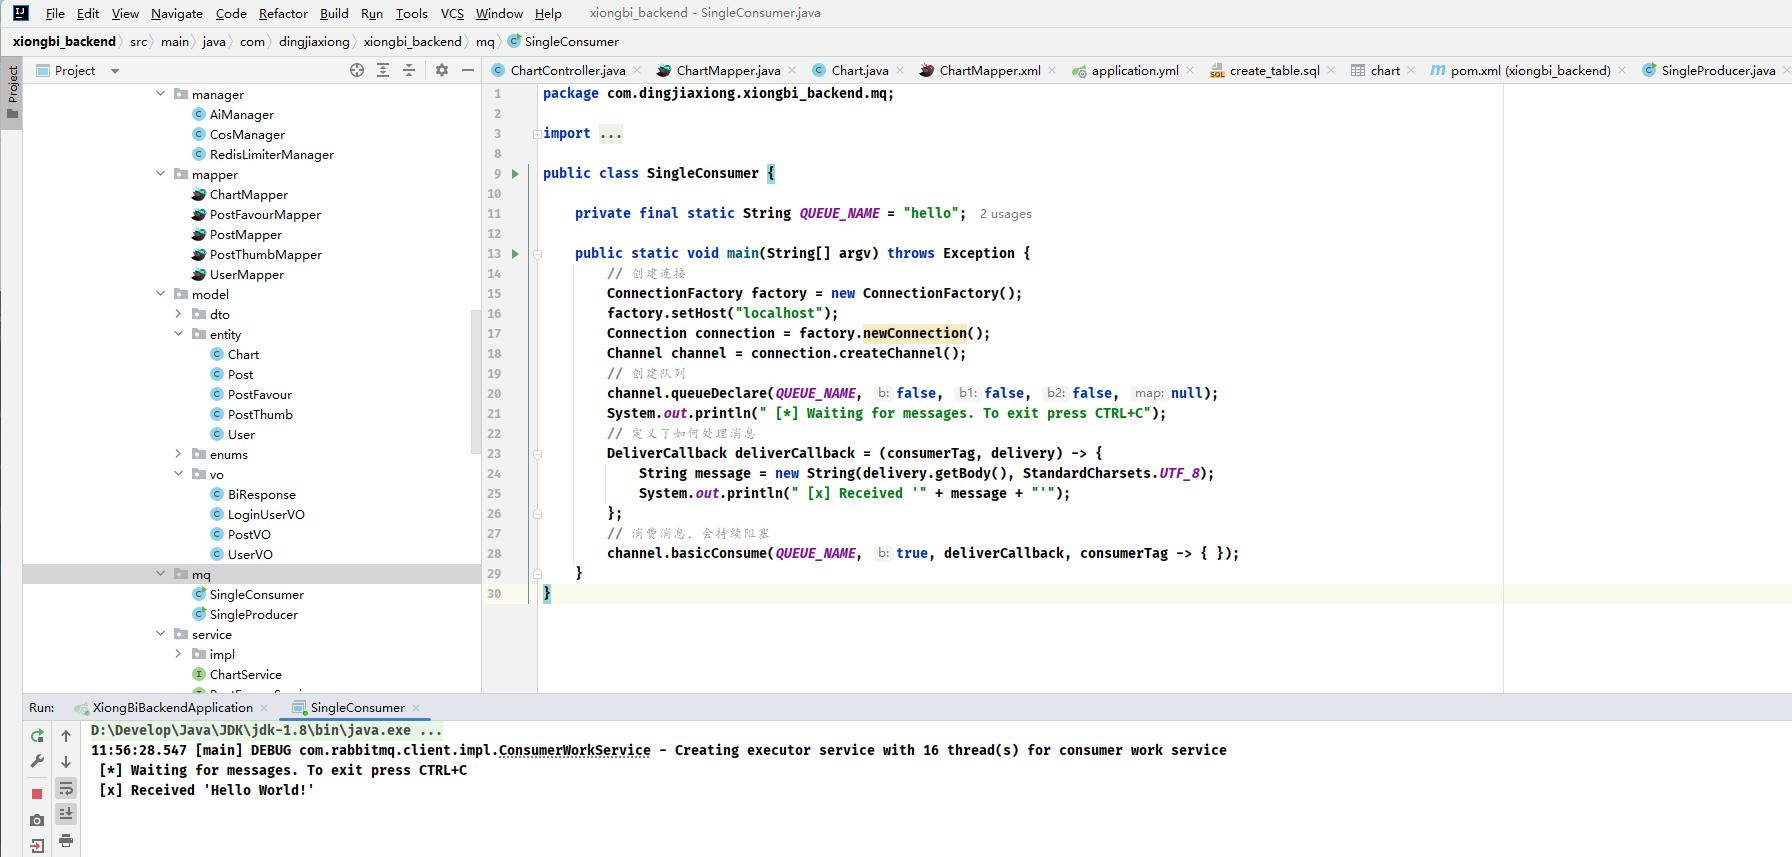 File Edit View Navigate Code Refactor Build Run Tools VCS Window Help xiongbi_backend - SingleConsumer.java
xiongbi_backend src main java com dingjiaxiong xiongbi_backend mq SingleConsumer
Project
Project
ChartController.java ChartMapper.java Chart.java ChartMapper.xml application.yml create_table.sql chart pom.xml (xiongbi_backend) SingleProducer.java
manager
AiManager
CosManager
RedisLimiterManager
mapper
ChartMapper
PostFavourMapper
PostMapper
PostThumbMapper
UserMapper
model
dto
entity
Chart
Post
PostFavour
PostThumb
User
enums
vo
BiResponse
LoginUserVO
PostVO
UserVO
mq
SingleConsumer
SingleProducer
service
impl
ChartService
1 package com.dingjiaxiong.xiongbi_backend.mq;
2
3 import ...
8
9 public class SingleConsumer {
10
11 private final static String QUEUE_NAME = "hello"; 2 usages
12
13 public static void main(String[] argv) throws Exception {
14 // 创建连接
15 ConnectionFactory factory = new ConnectionFactory();
16 factory.setHost("localhost");
17 Connection connection = factory.newConnection();
18 Channel channel = connection.createChannel();
19 // 创建队列
20 channel.queueDeclare(QUEUE_NAME, b: false, b1: false, b2: false, map: null);
21 System.out.println(" [*] Waiting for messages. To exit press CTRL+C");
22 // 定义了如何处理消息
23 DeliverCallback deliverCallback = (consumerTag, delivery) -> {
24 String message = new String(delivery.getBody(), StandardCharsets.UTF_8);
25 System.out.println(" [x] Received '" + message + "'");
26 };
27 // 消费消息，会持续阻塞
28 channel.basicConsume(QUEUE_NAME, b: true, deliverCallback, consumerTag -> { });
29 }
30 }
Run: XiongBiBackendApplication SingleConsumer
D:\Develop\Java\JDK\jdk-1.8\bin\java.exe ...
11:56:28.547 [main] DEBUG com.rabbitmq.client.impl.ConsumerWorkService - Creating executor service with 16 thread(s) for consumer work service
[*] Waiting for messages. To exit press CTRL+C
[x] Received 'Hello World!'